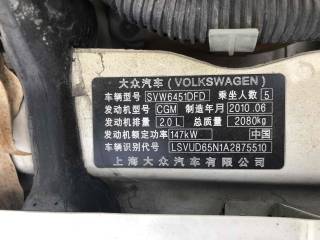 大众汽车(VOLKSWAGEN)
车辆型号 SVW6451DFD 乘坐人数 5
发动机型号 CGM 制造年月 2010.06
发动机排量 2.0L 总质量 2080kg
发动机额定功率 147kW 中国
车辆识别代号 LSVUD65N1A2875510
上海大众汽车有限公司